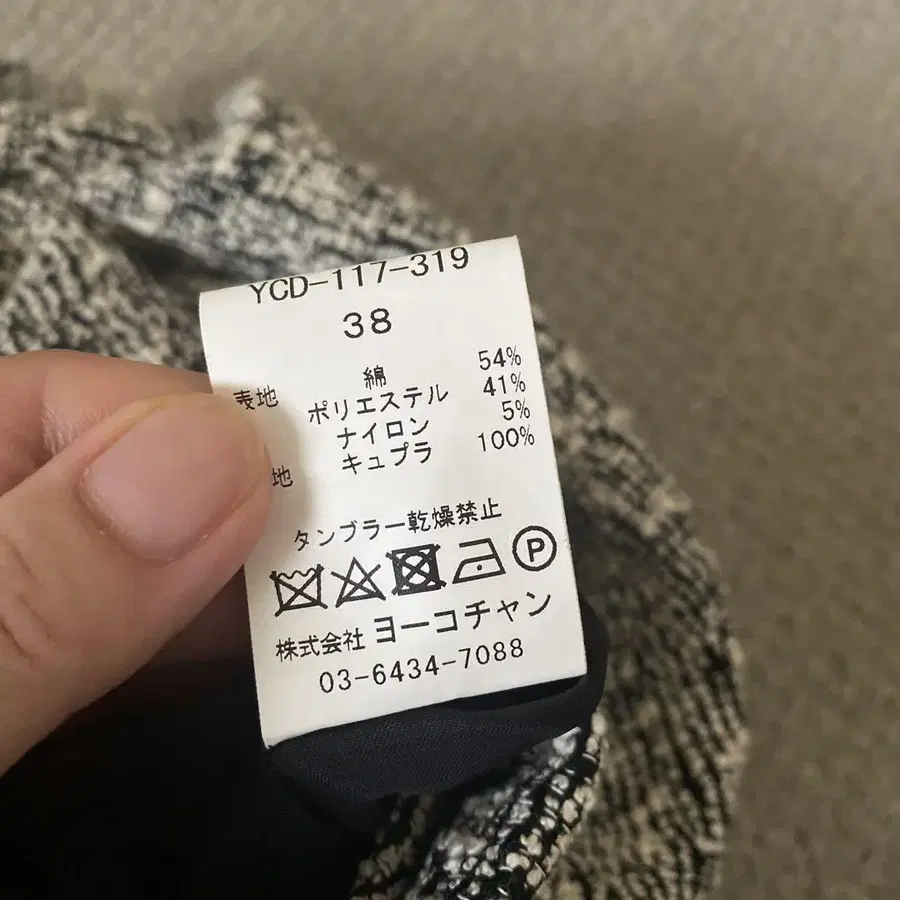 YCD-117-319
38
表地 綿 54%
ポリエステル 41%
ナイロン 5%
地 キュプラ 100%
タンブラー乾燥禁止
P
株式会社 ヨーコチャン
03-6434-7088